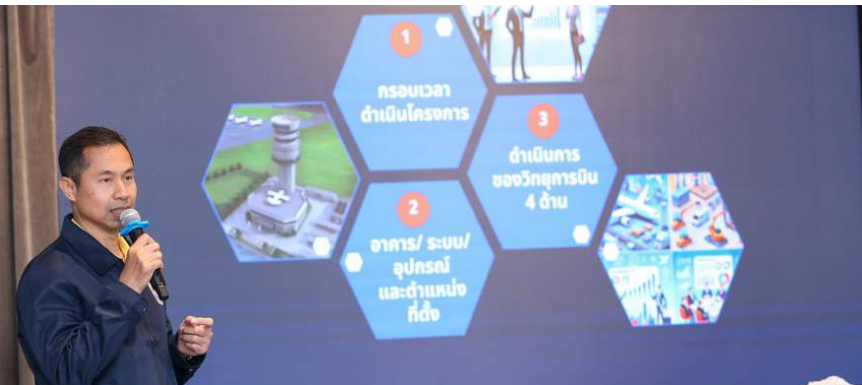 1
กรอบเวลา
ดำเนินโครงการ
2
อาคาร/ ระบบ/
อุปกรณ์
และตำแหน่ง
ที่ตั้ง
3
ดำเนินการ
ของวิทยุการบิน
4 ด้าน